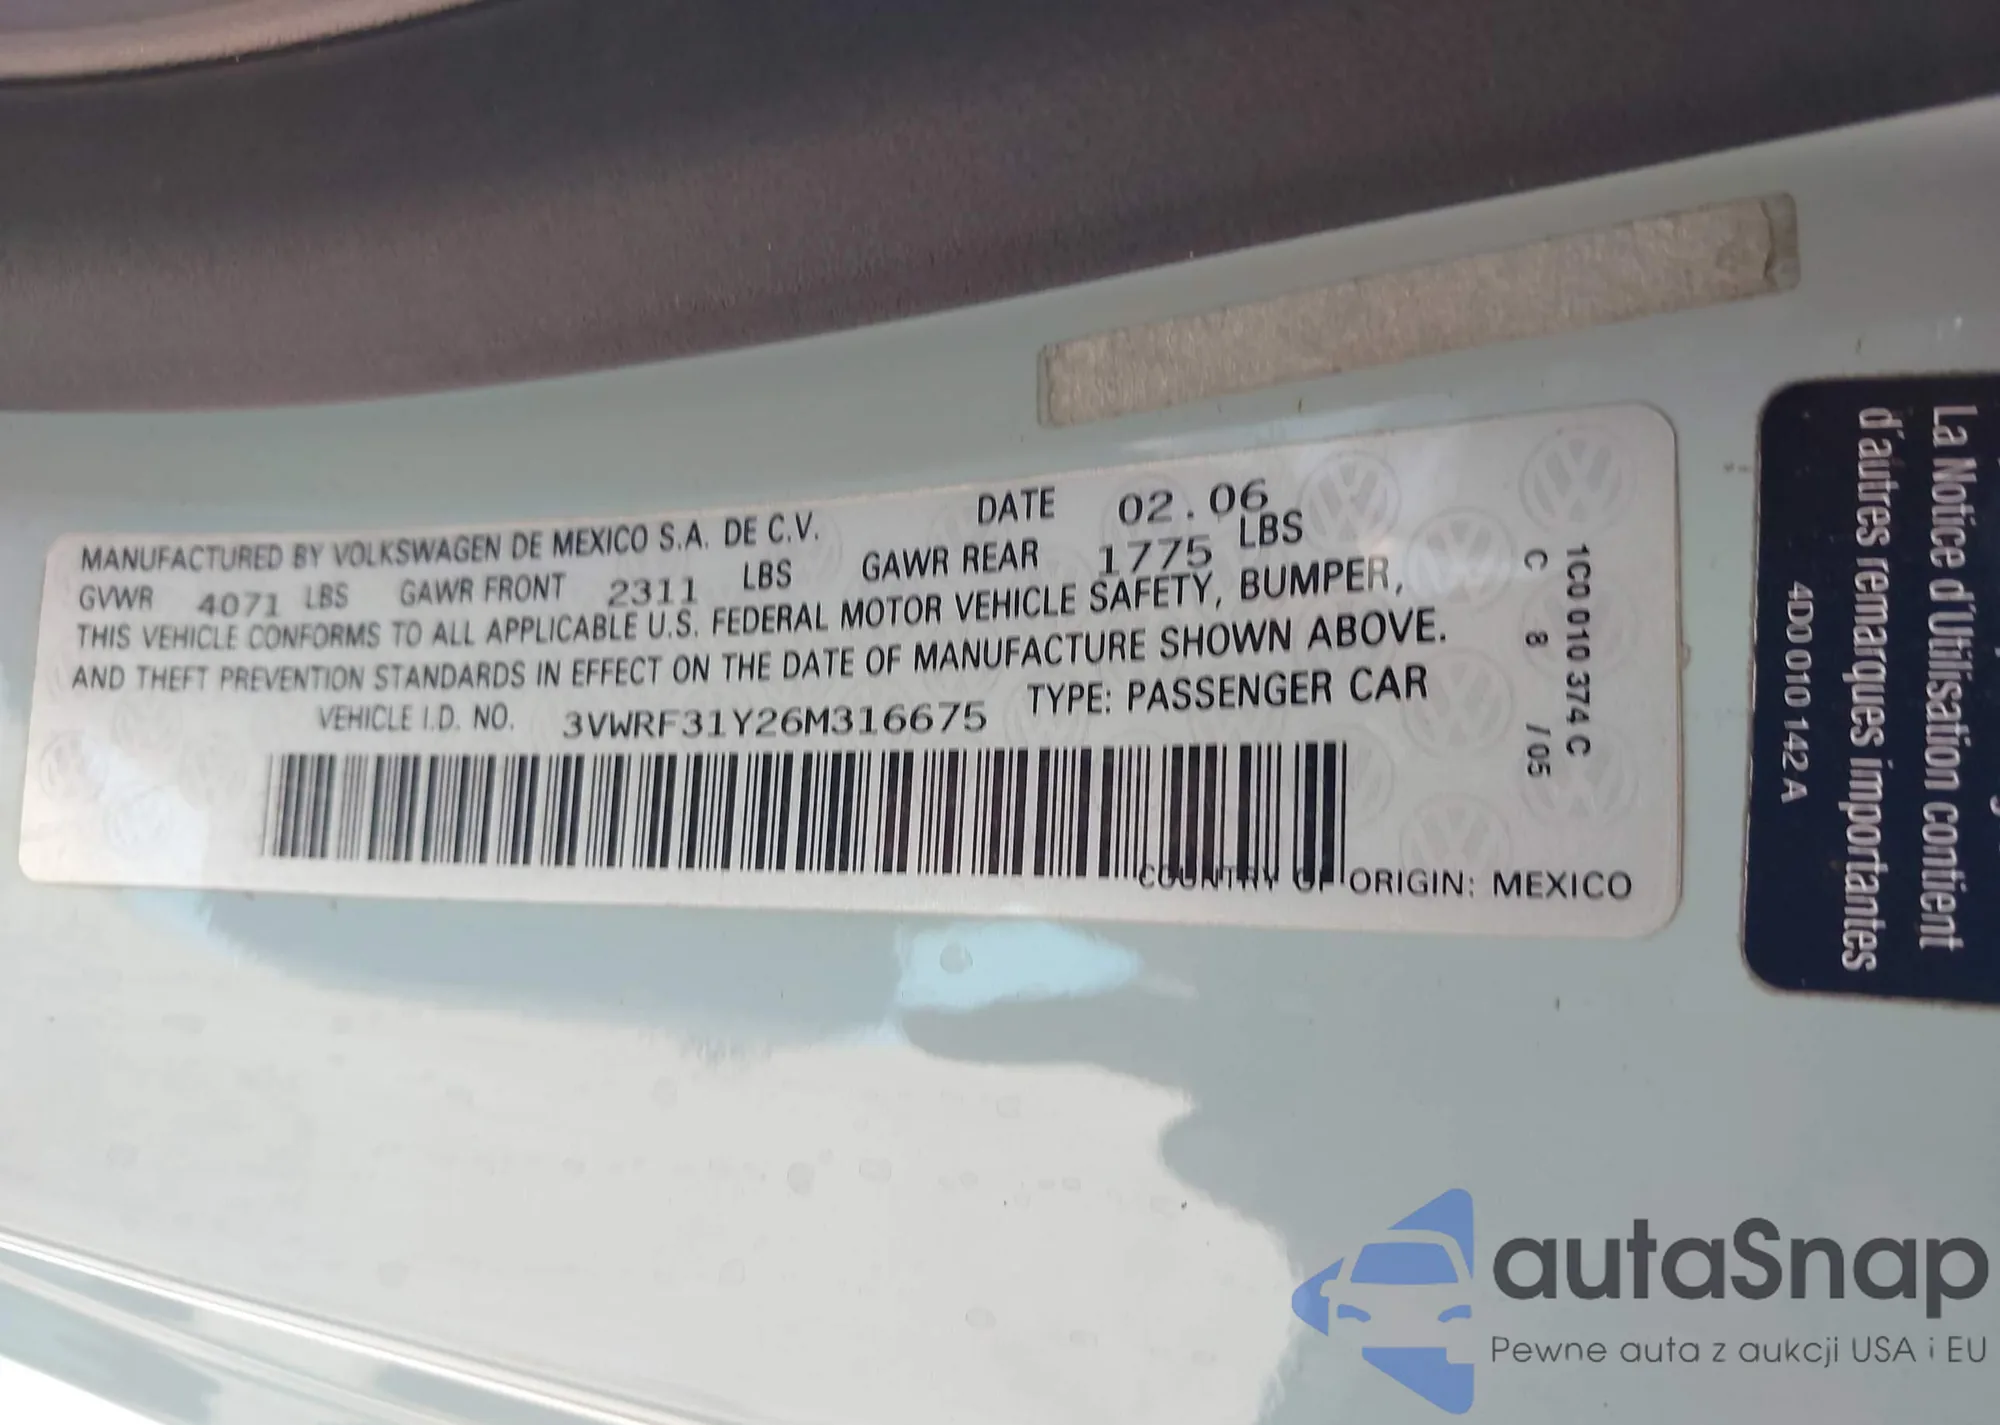 MANUFACTURED BY VOLKSWAGEN DE MEXICO S.A. DE C.V. DATE 02.06
GVWR 4071 LBS GAWR FRONT 2311 LBS GAWR REAR 1775 LBS
THIS VEHICLE CONFORMS TO ALL APPLICABLE U.S. FEDERAL MOTOR VEHICLE SAFETY, BUMPER,
AND THEFT PREVENTION STANDARDS IN EFFECT ON THE DATE OF MANUFACTURE SHOWN ABOVE.
VEHICLE I.D. NO. 3VWRF31Y26M316675 TYPE: PASSENGER CAR
COUNTRY OF ORIGIN: MEXICO
1C0 010 374 C
C 8 / 05
La Notice d'Utilisation contient
d'autres remarques importantes
4D0 010 142 A
autaSnap
Pewne auta z aukcji USA i EU